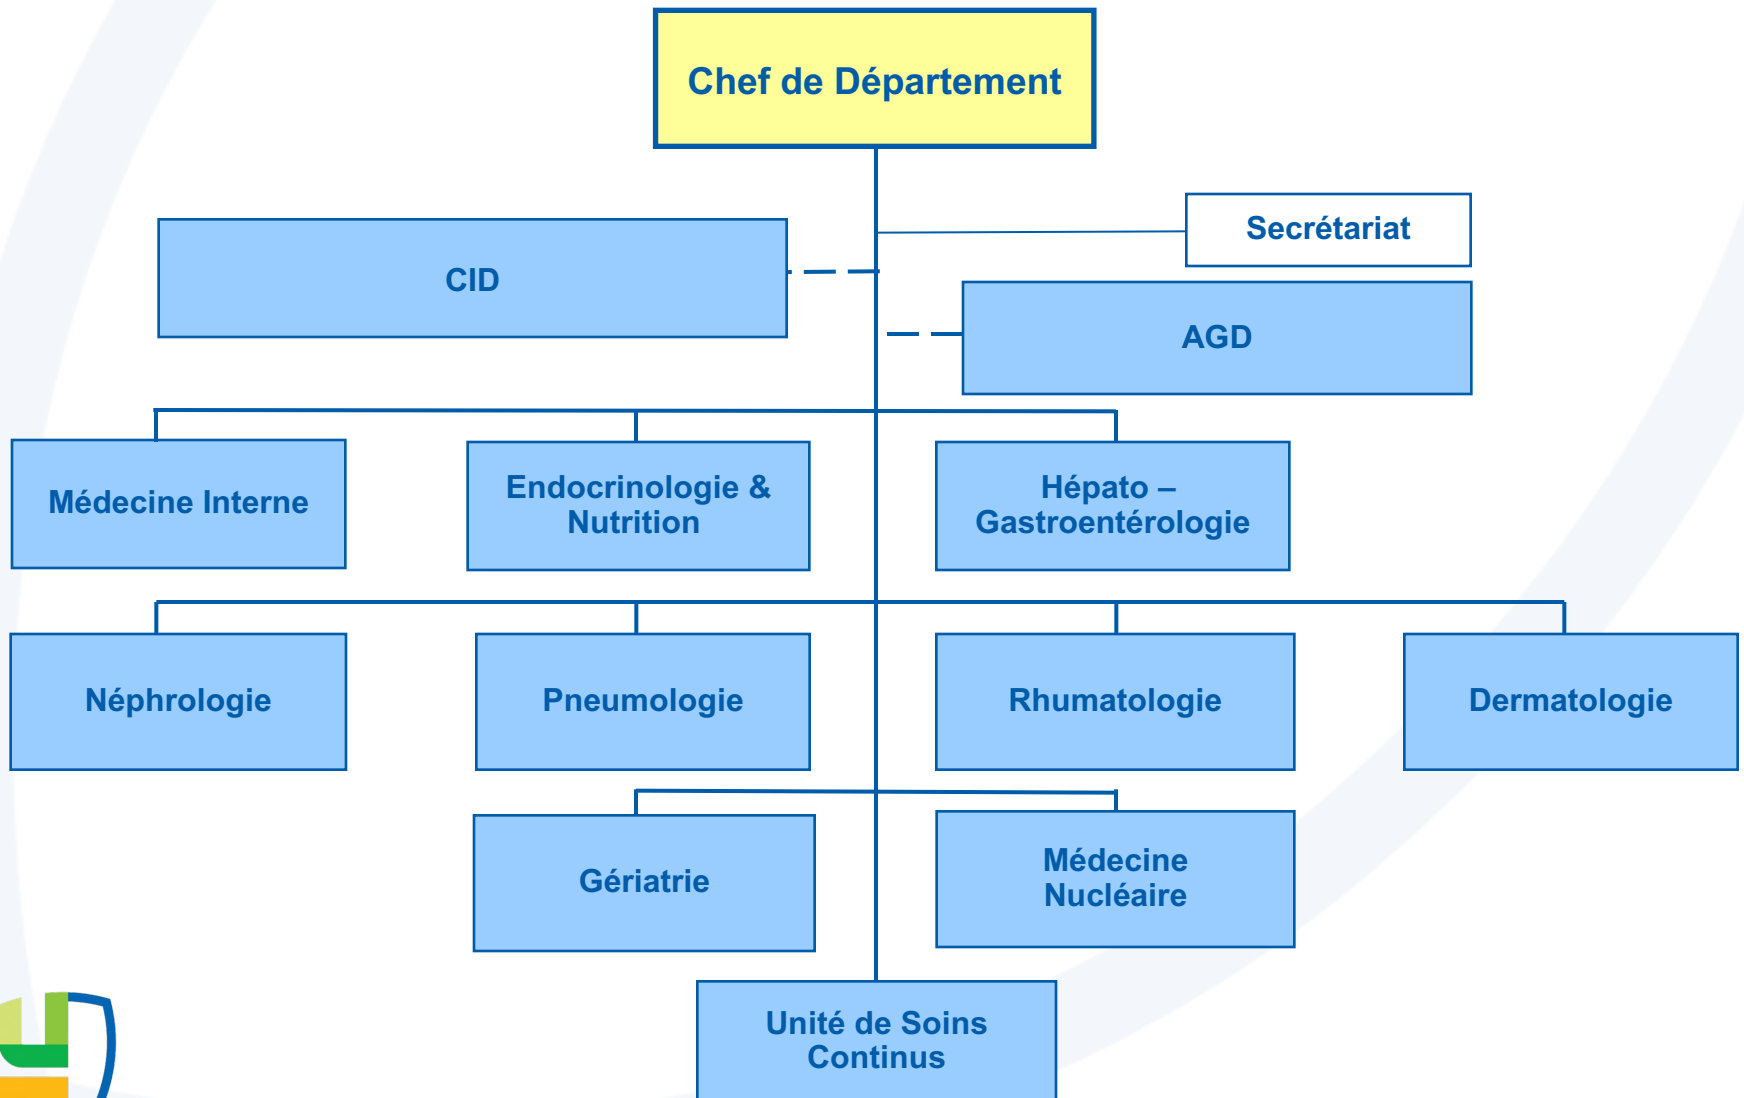 Chef de Département
Secrétariat
CID
AGD
Médecine Interne
Endocrinologie &
Nutrition
Hépato –
Gastroentérologie
Néphrologie
Pneumologie
Rhumatologie
Dermatologie
Gériatrie
Médecine
Nucléaire
Unité de Soins
Continus